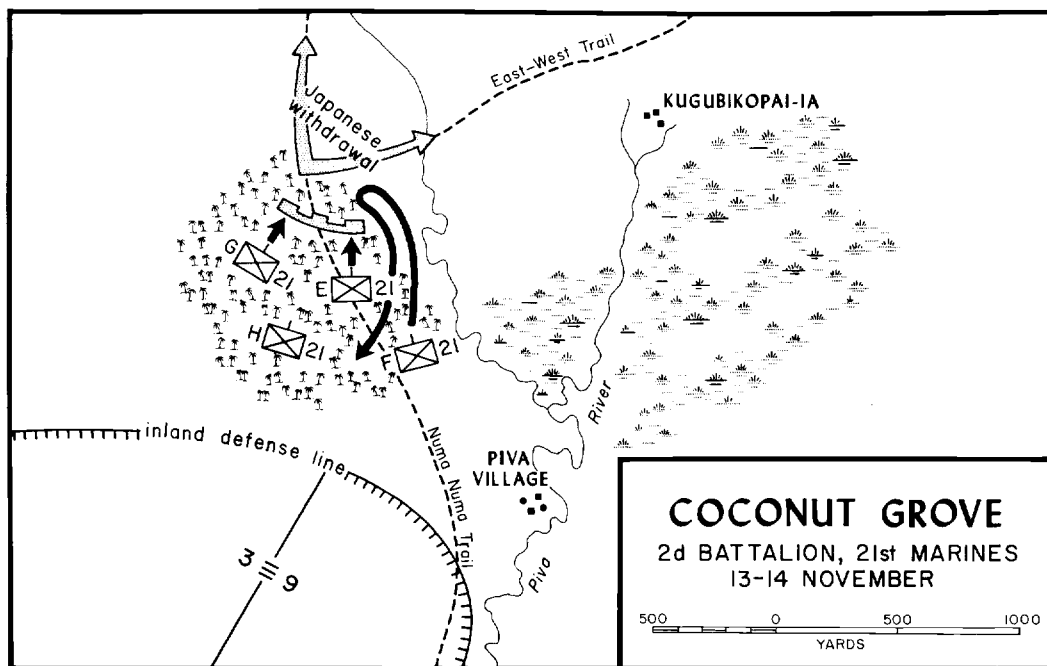 East-West Trail
Japanese
withdrawal
KUGUBIKOPAI-IA
G
21
E
21
H
21
F
21
inland defense line
Numa Numa Trail
PIVA
VILLAGE
Piva
River
3
9
COCONUT GROVE
2d BATTALION, 21st MARINES
13-14 NOVEMBER
500 0 500 1000
YARDS